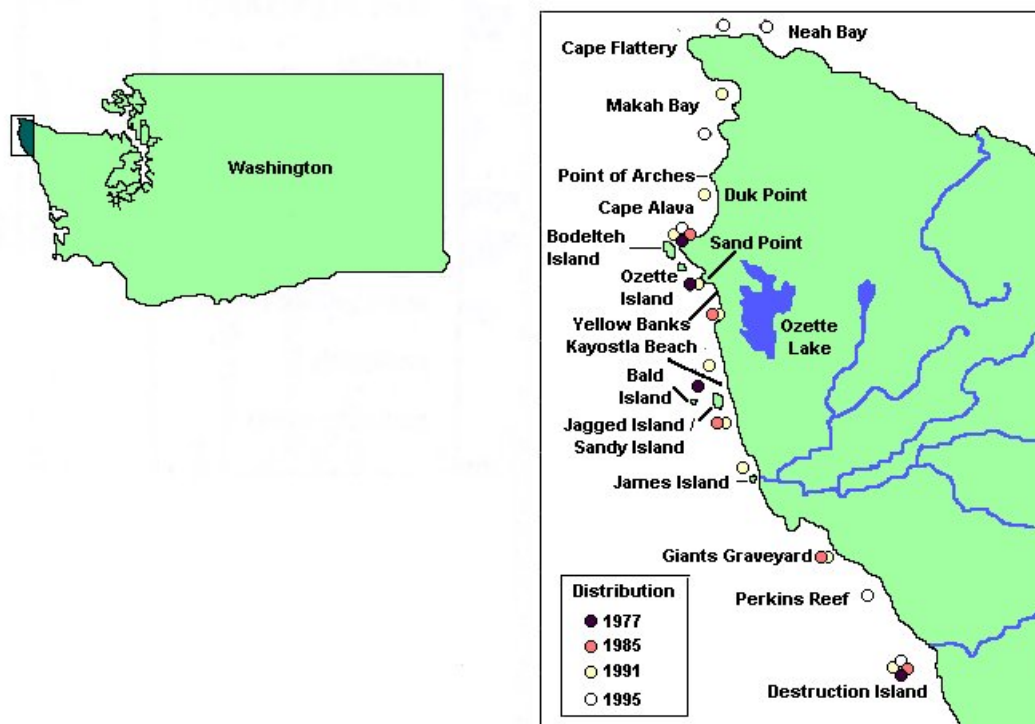 Washington
Neah Bay
Cape Flattery
Makah Bay
Point of Arches
Duk Point
Cape Alava
Bodelteh
Island
Sand Point
Ozette
Island
Yellow Banks
Ozette
Lake
Kayostla Beach
Bald
Island
Jagged Island
Sandy Island
James Island
Giants Graveyard
Perkins Reef
Destruction Island
Distribution
1977
1985
1991
1995